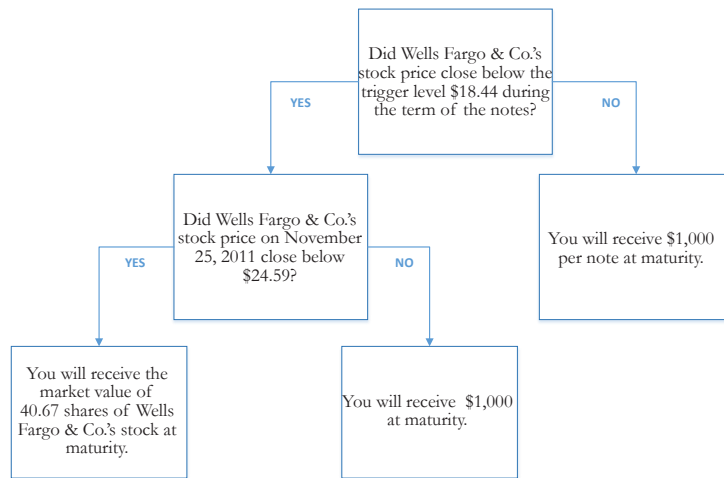 Did Wells Fargo & Co.'s
stock price close below the
trigger level $18.44 during
the term of the notes?
YES
NO
Did Wells Fargo & Co.'s
stock price on November
25, 2011 close below
$24.59?
You will receive $1,000
per note at maturity.
YES
NO
You will receive the
market value of
40.67 shares of Wells
Fargo & Co.'s stock at
maturity.
You will receive $1,000
at maturity.